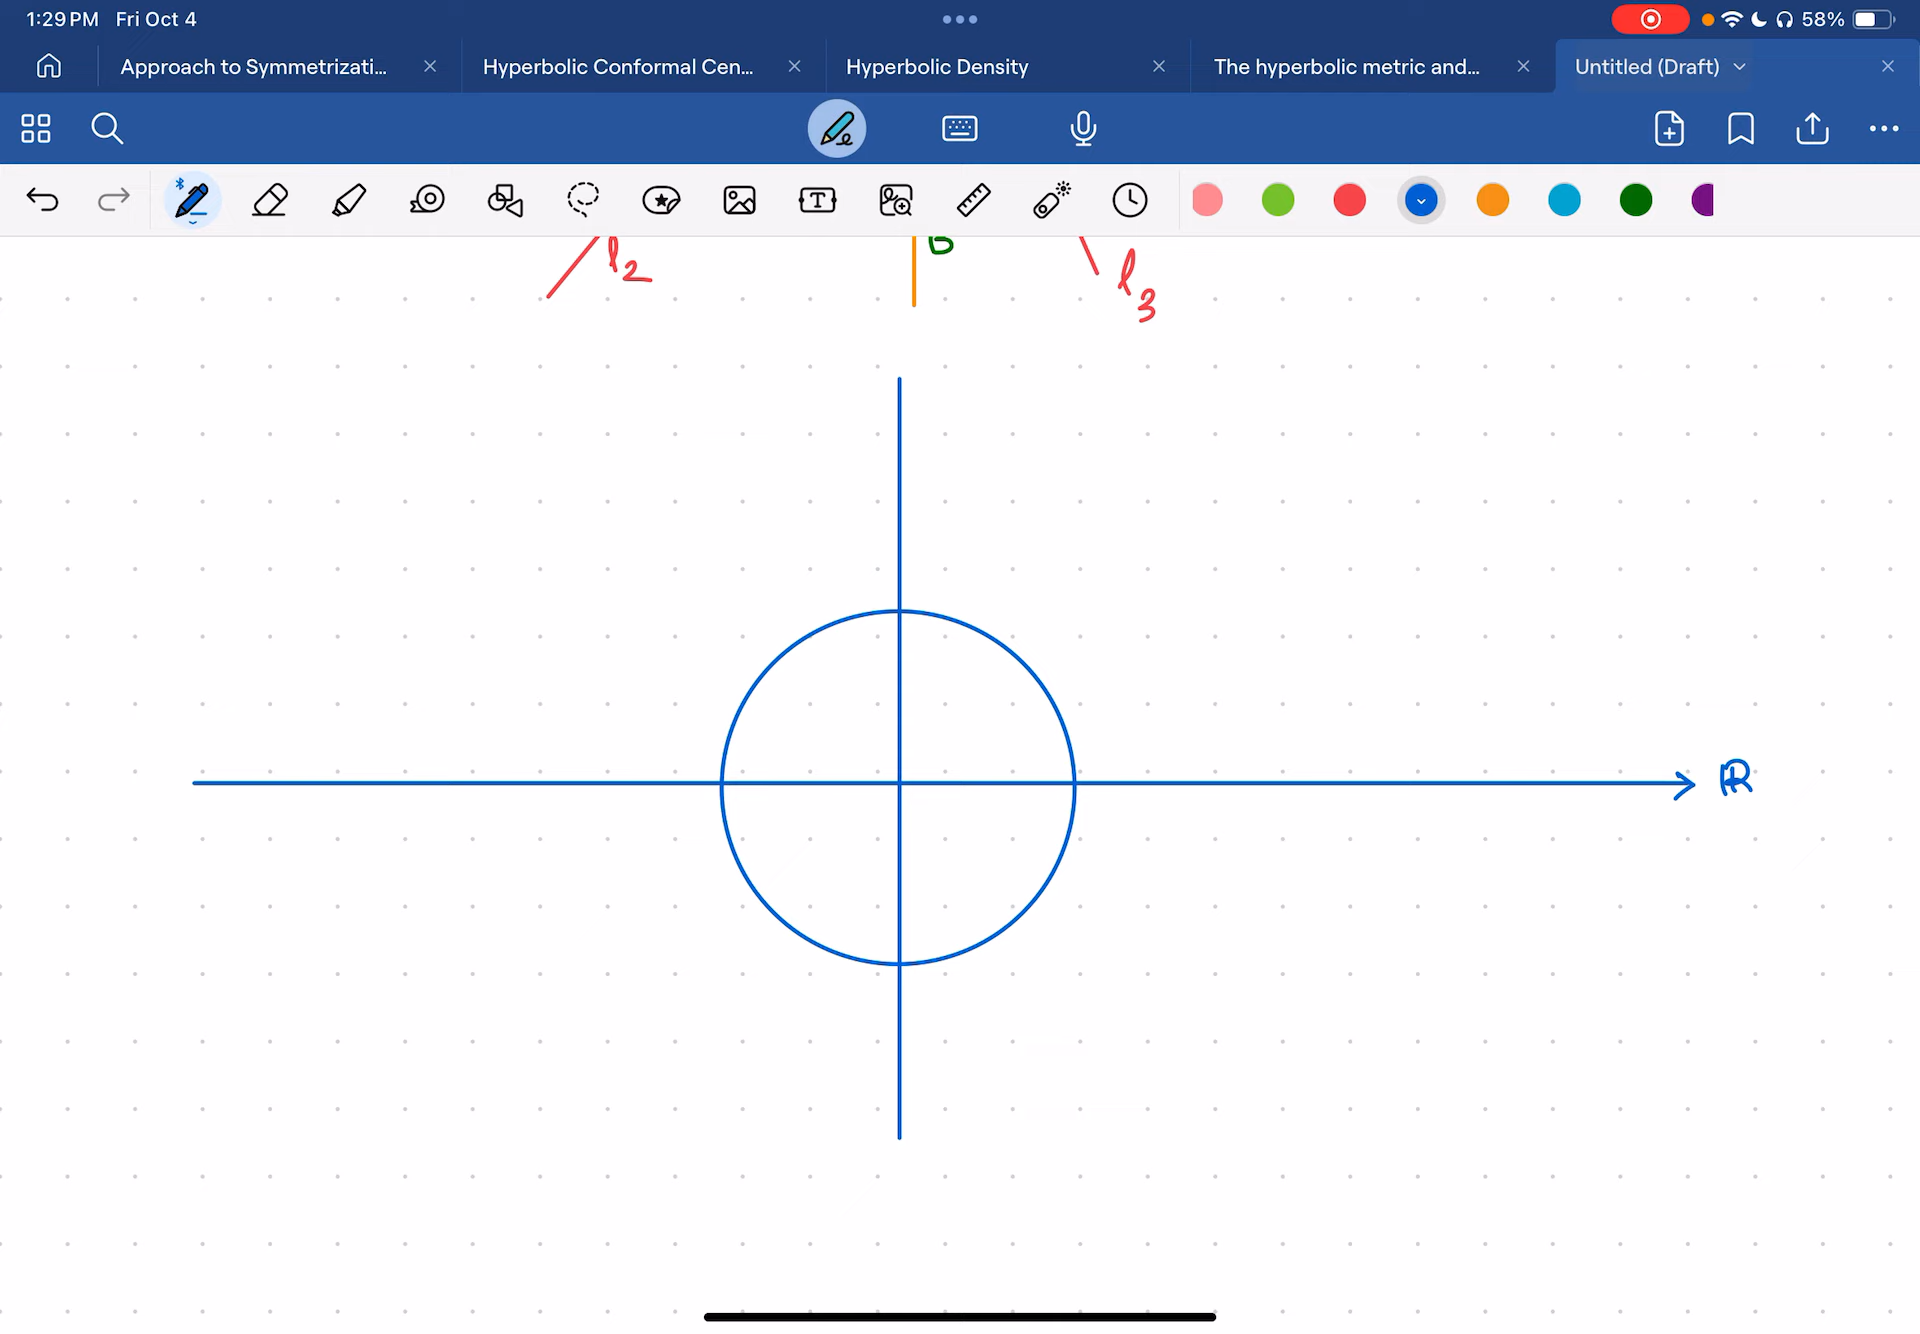 1:29 PM Fri Oct 4
58%
Approach to Symmetrizati...
Hyperbolic Conformal Cen...
Hyperbolic Density
The hyperbolic metric and...
Untitled (Draft)
T
l₂
B
l₃
ℝ